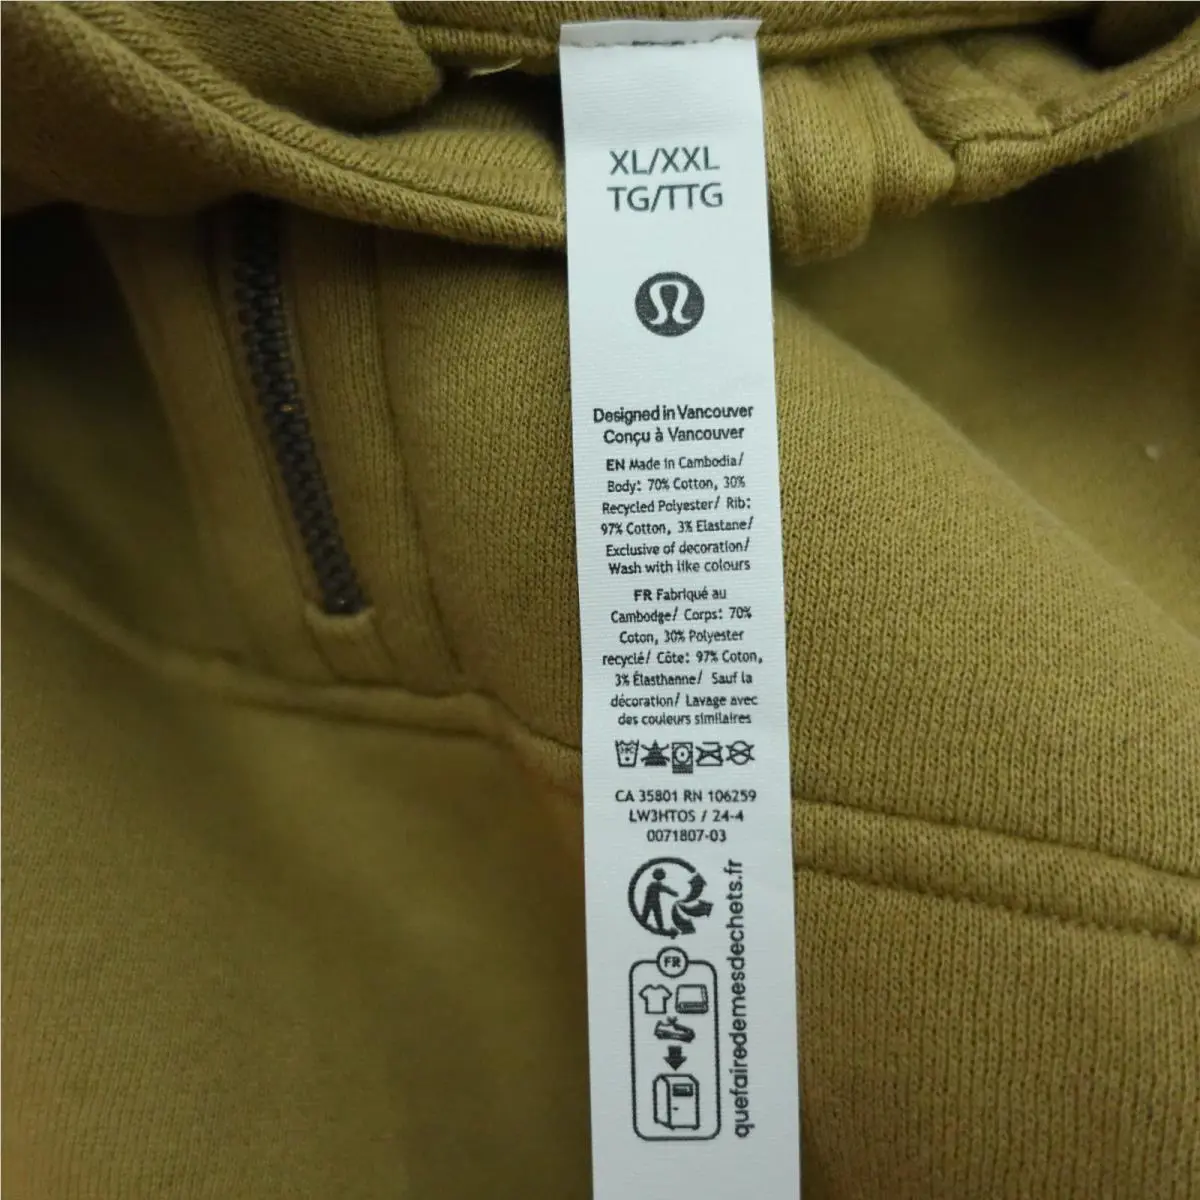 XL/XXL
TG/TTG
Designed in Vancouver
Conçu à Vancouver
EN Made in Cambodia/
Body: 70% Cotton, 30%
Recycled Polyester/ Rib:
97% Cotton, 3% Elastane/
Exclusive of decoration/
Wash with like colours
FR Fabriqué au
Cambodge/ Corps: 70%
Coton, 30% Polyester
recyclé/ Côte: 97% Coton,
3% Élasthanne/ Sauf la
décoration/ Lavage avec
des couleurs similaires
CA 35801 RN 106259
LW3HTOS / 24-4
0071807-03
FR
quefairedemesdechets.fr